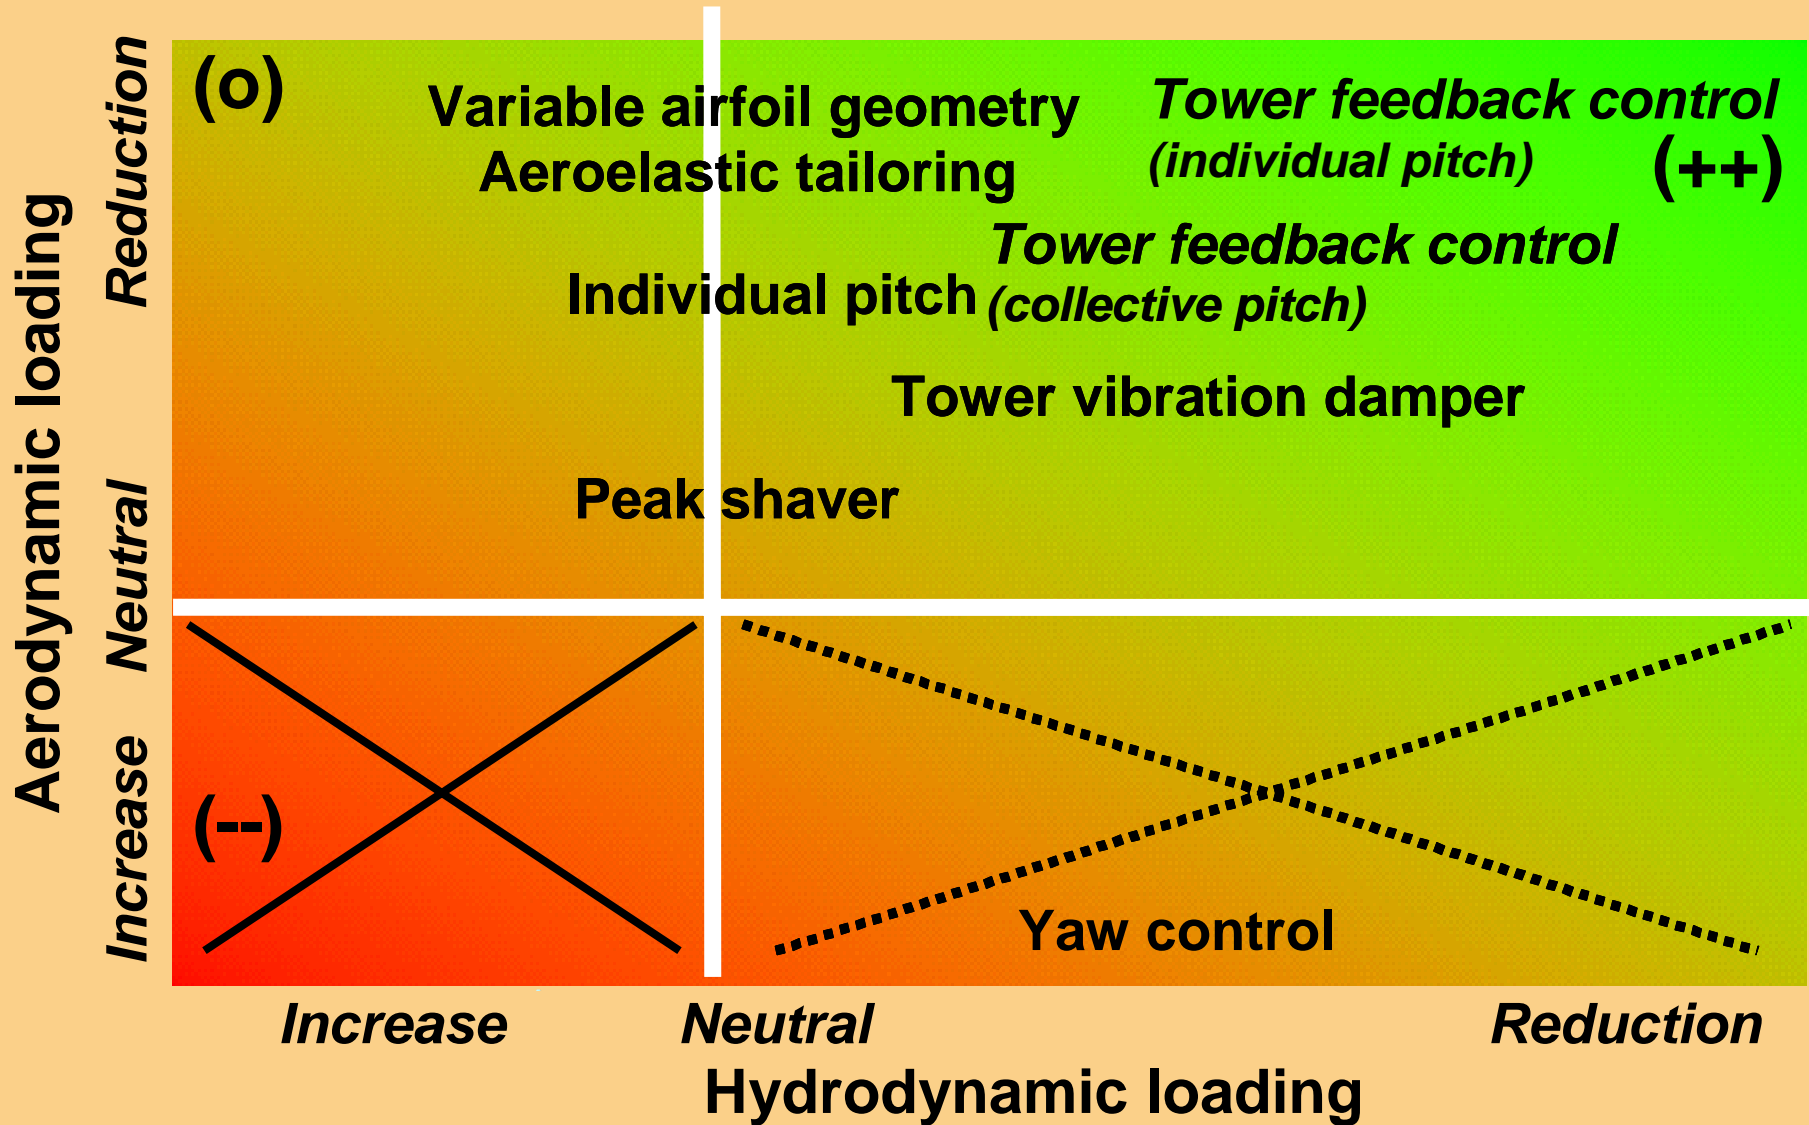 Aerodynamic loading
Reduction
Neutral
Increase
(o)
Variable airfoil geometry
Aeroelastic tailoring
Tower feedback control
(individual pitch)
(++)
Tower feedback control
(collective pitch)
Individual pitch
Tower vibration damper
Peak shaver
(--)
Yaw control
Increase
Neutral
Reduction
Hydrodynamic loading